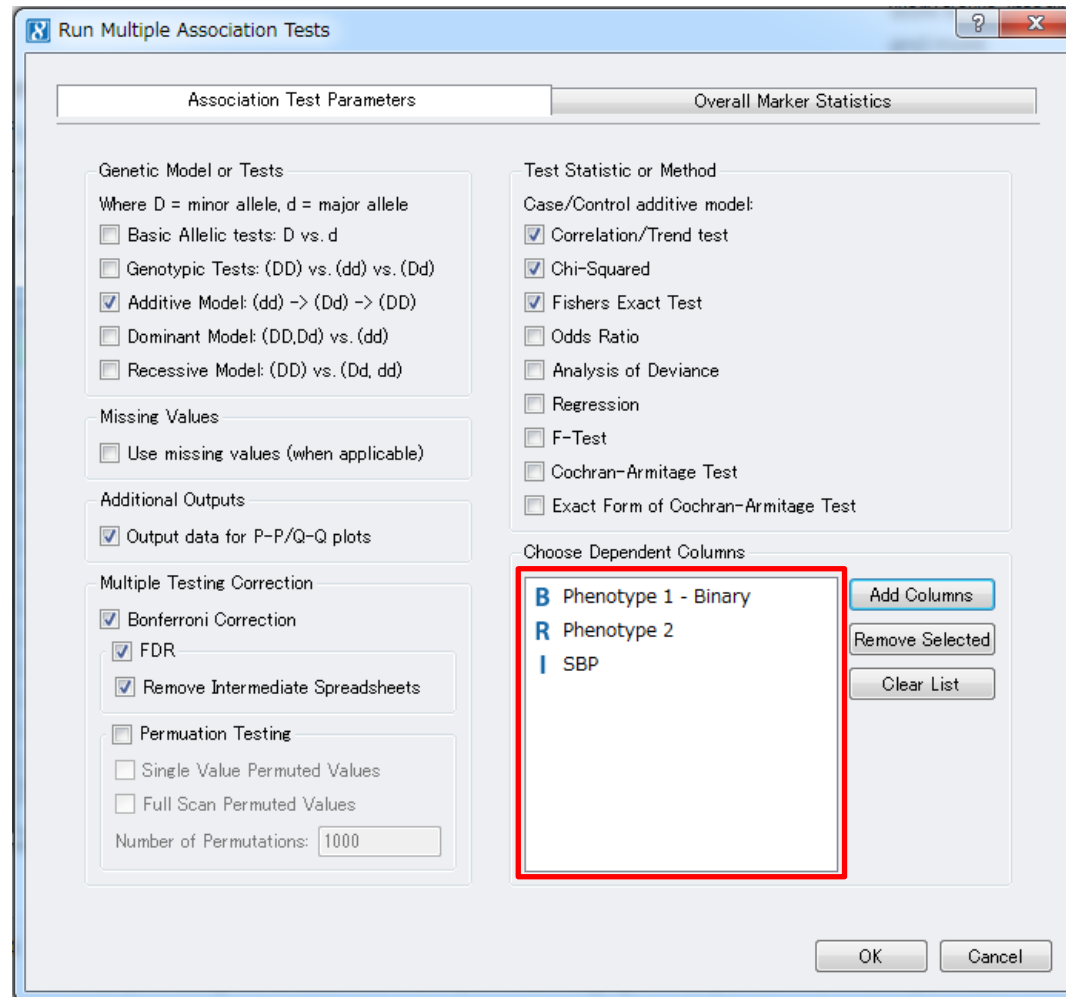 Run Multiple Association Tests
Association Test Parameters
Overall Marker Statistics
Genetic Model or Tests
Where D = minor allele, d = major allele
Basic Allelic tests: D vs. d
Genotypic Tests: (DD) vs. (dd) vs. (Dd)
Additive Model: (dd) -> (Dd) -> (DD)
Dominant Model: (DD,Dd) vs. (dd)
Recessive Model: (DD) vs. (Dd, dd)
Missing Values
Use missing values (when applicable)
Additional Outputs
Output data for P-P/Q-Q plots
Multiple Testing Correction
Bonferroni Correction
FDR
Remove Intermediate Spreadsheets
Permuation Testing
Single Value Permuted Values
Full Scan Permuted Values
Number of Permutations: 1000
Test Statistic or Method
Case/Control additive model:
Correlation/Trend test
Chi-Squared
Fishers Exact Test
Odds Ratio
Analysis of Deviance
Regression
F-Test
Cochran-Armitage Test
Exact Form of Cochran-Armitage Test
Choose Dependent Columns
B Phenotype 1 - Binary
R Phenotype 2
I SBP
Add Columns
Remove Selected
Clear List
OK
Cancel